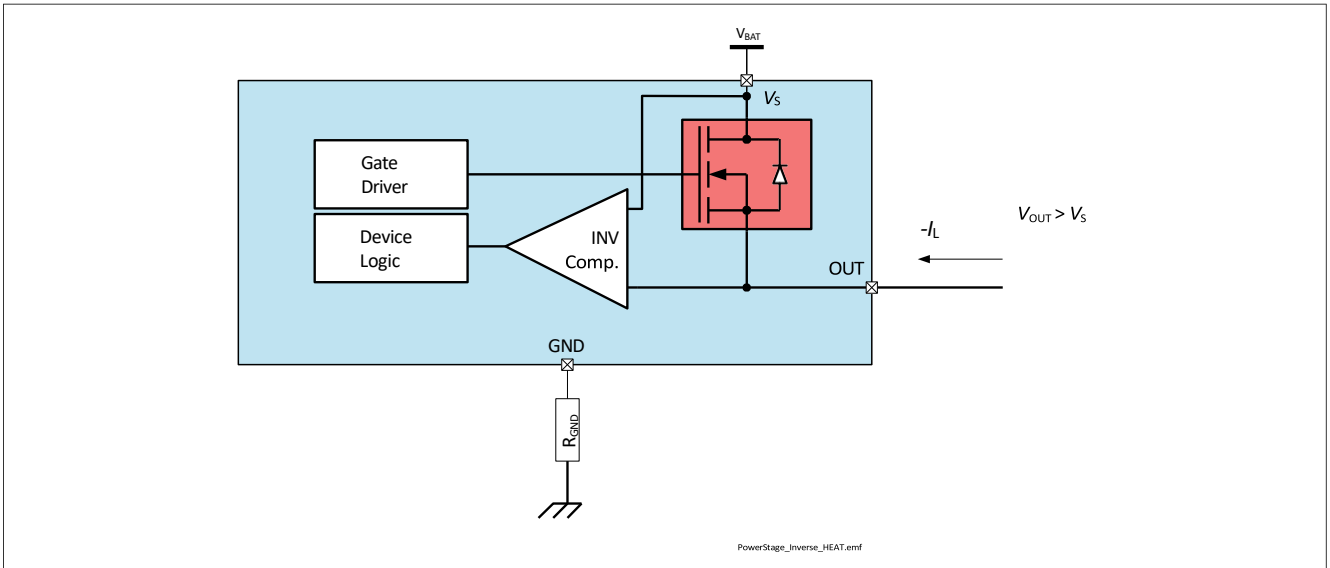 VBAT
VS
Gate
Driver
Device
Logic
INV
Comp.
-IL
VOUT > VS
OUT
GND
RGND
PowerStage_Inverse_HEAT.emf